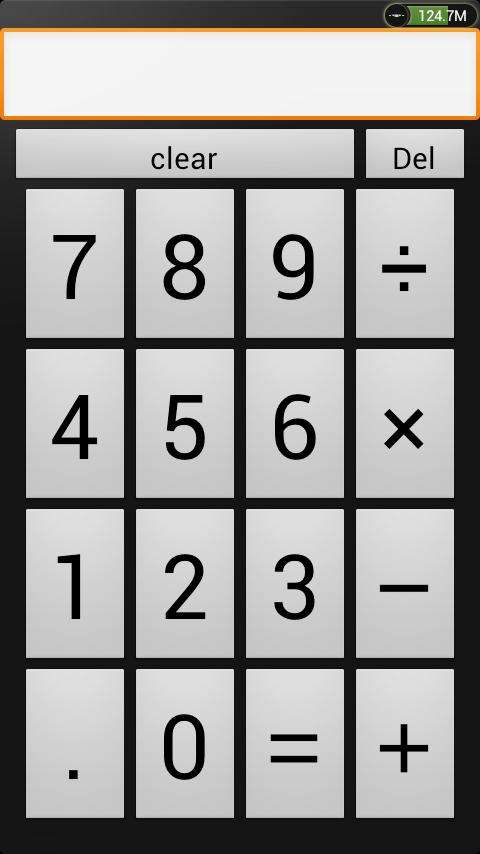 124.7M
clear Del
7 8 9 ÷
4 5 6 ×
1 2 3 −
. 0 = +